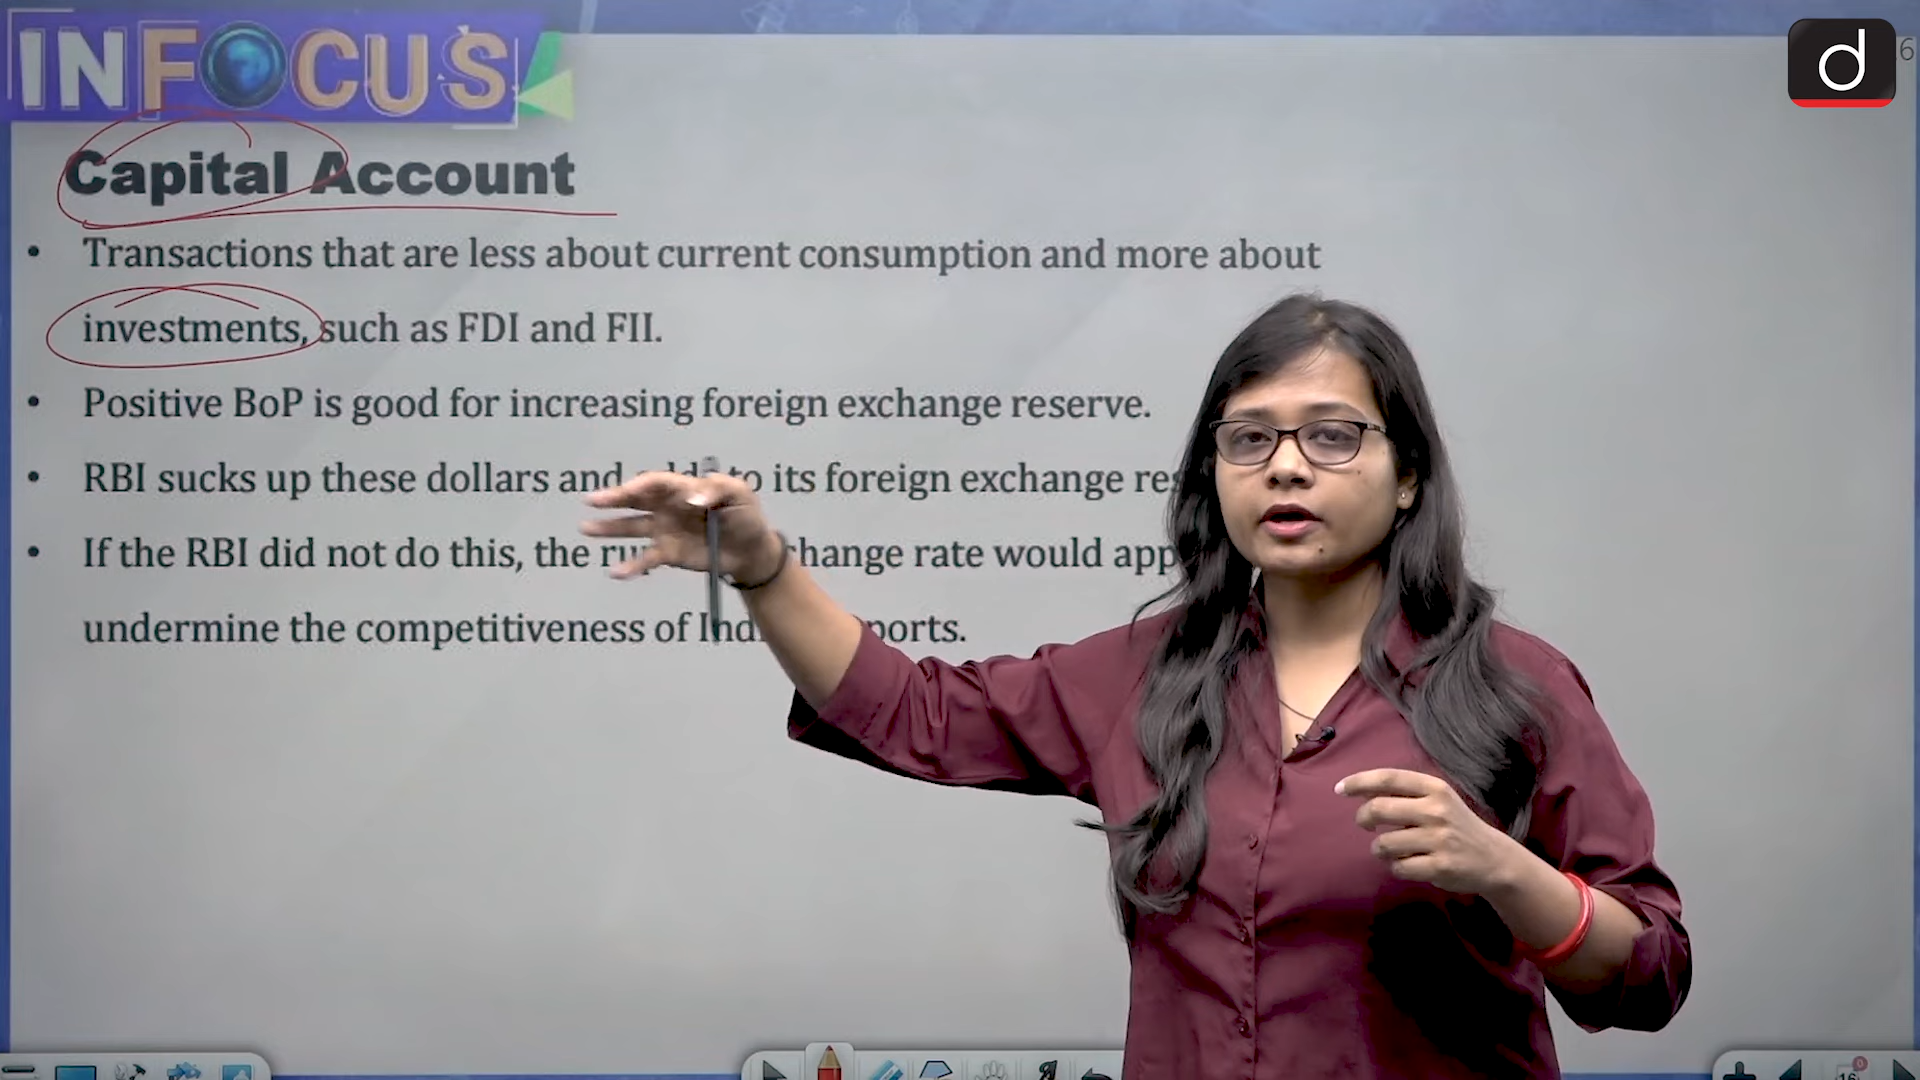 INFOCUS
d
6
Capital Account
• Transactions that are less about current consumption and more about
investments, such as FDI and FII.
• Positive BoP is good for increasing foreign exchange reserve.
• RBI sucks up these dollars and to its foreign exchange
• If the RBI did not do this, the rate would
undermine the competitiveness of
16